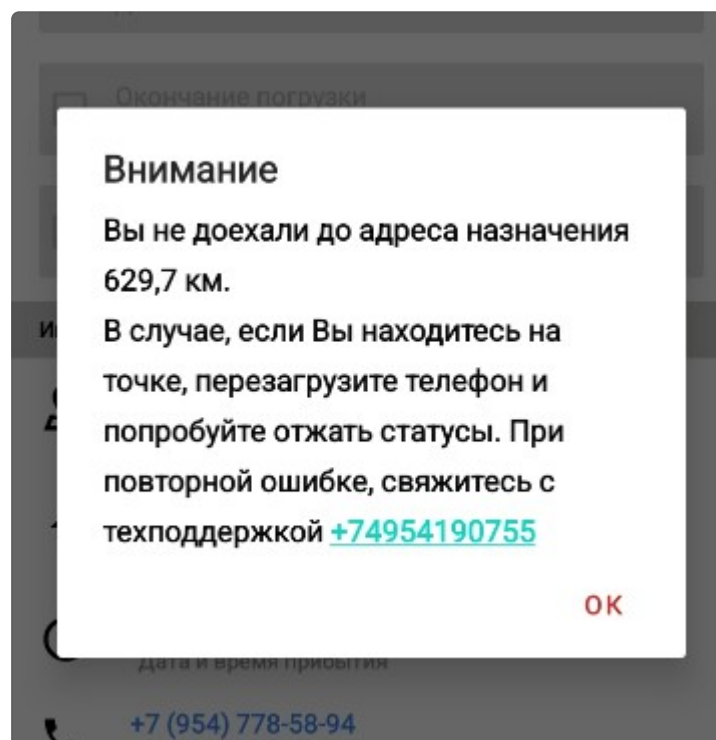 Окончание погрузки
Внимание
Вы не доехали до адреса назначения
629,7 км.
В случае, если Вы находитесь на
точке, перезагрузите телефон и
попробуйте отжать статусы. При
повторной ошибке, свяжитесь с
техподдержкой +74954190755
ОК
Дата и время прибытия
+7 (954) 778-58-94